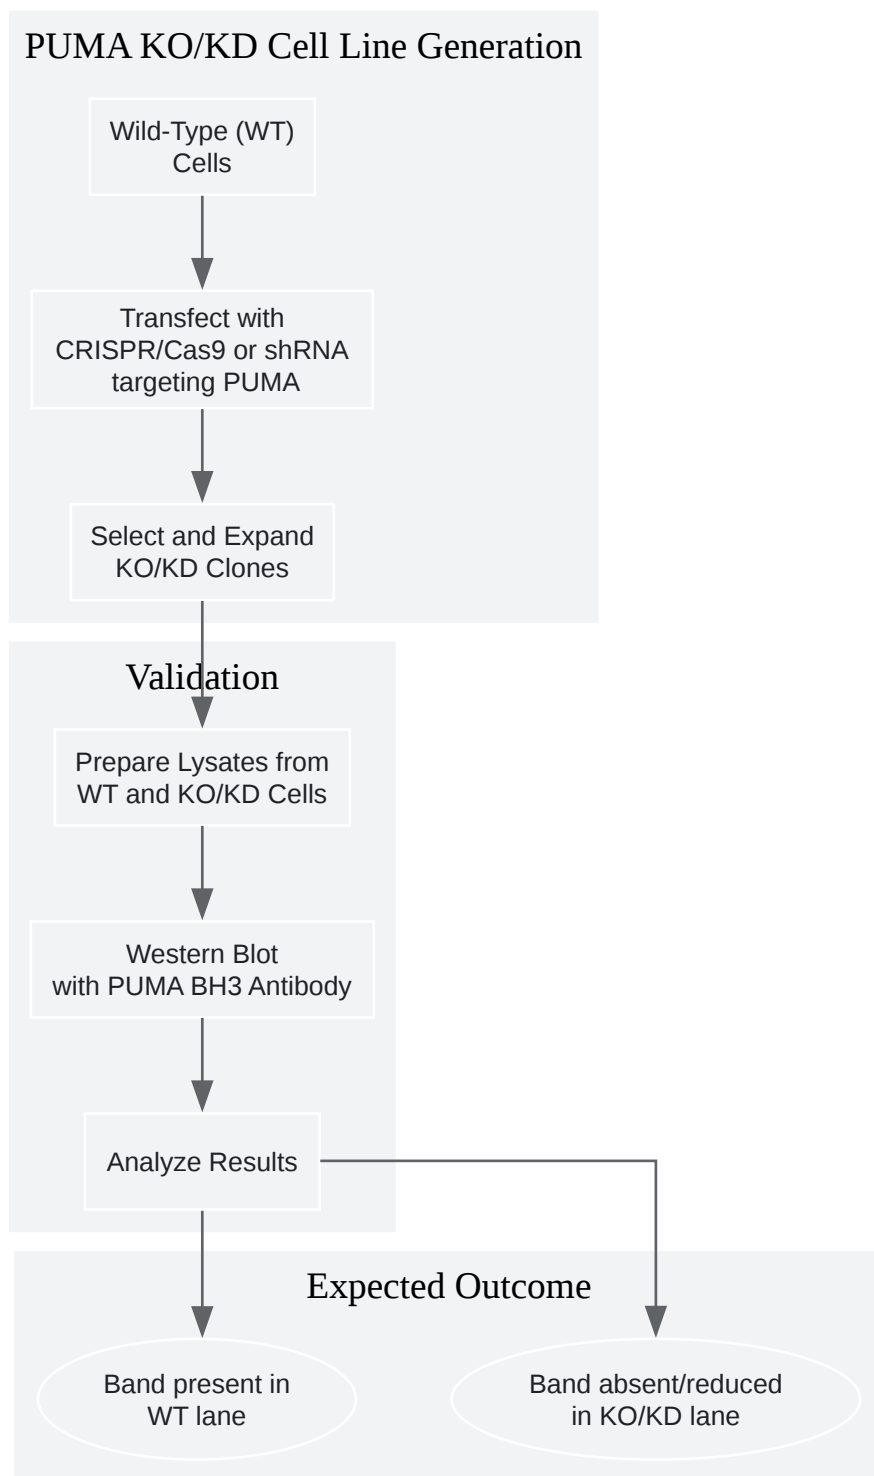 PUMA KO/KD Cell Line Generation
Wild-Type (WT)
Cells
Transfect with
CRISPR/Cas9 or shRNA
targeting PUMA
Select and Expand
KO/KD Clones
Validation
Prepare Lysates from
WT and KO/KD Cells
Western Blot
with PUMA BH3 Antibody
Analyze Results
Expected Outcome
Band present in
WT lane
Band absent/reduced
in KO/KD lane